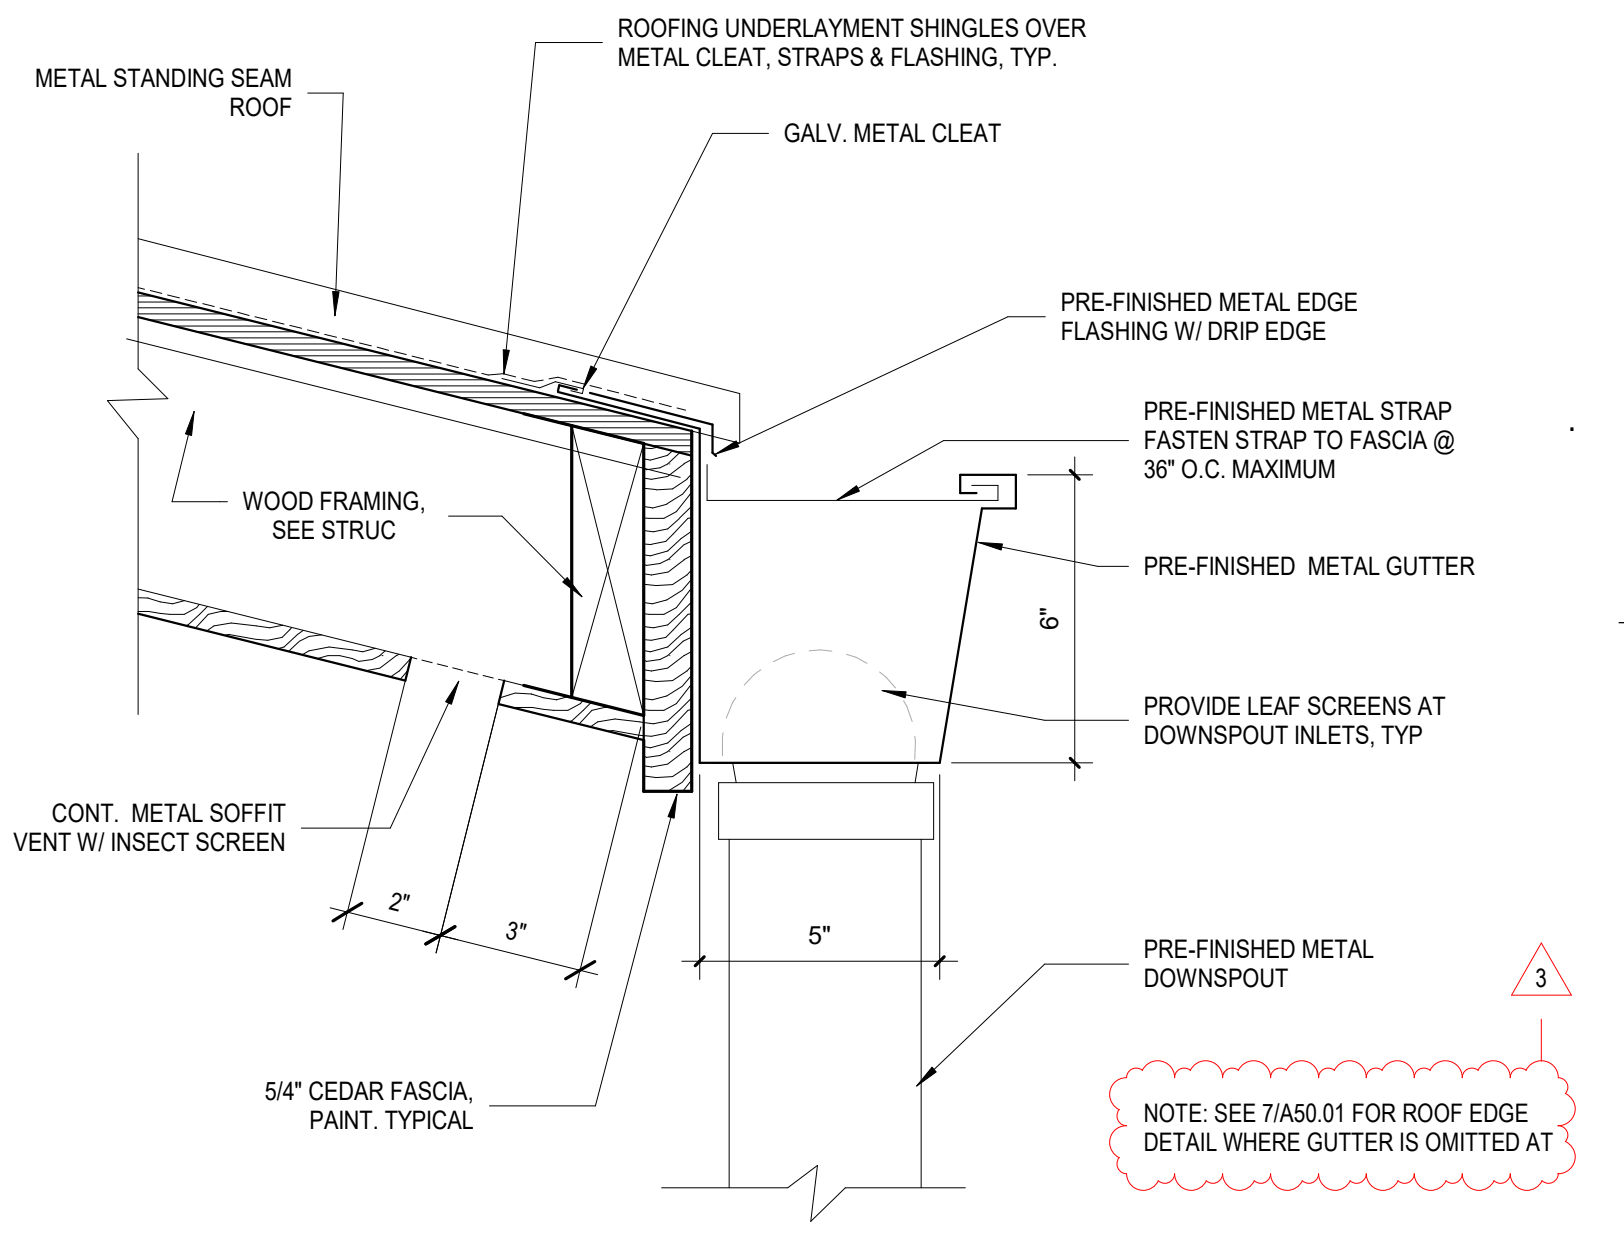 ROOFING UNDERLAYMENT SHINGLES OVER
METAL CLEAT, STRAPS & FLASHING, TYP.
METAL STANDING SEAM
ROOF
GALV. METAL CLEAT
PRE-FINISHED METAL EDGE
FLASHING W/ DRIP EDGE
PRE-FINISHED METAL STRAP
FASTEN STRAP TO FASCIA @
36" O.C. MAXIMUM
WOOD FRAMING,
SEE STRUC
PRE-FINISHED METAL GUTTER
6"
PROVIDE LEAF SCREENS AT
DOWNSPOUT INLETS, TYP
CONT. METAL SOFFIT
VENT W/ INSECT SCREEN
2"
3"
5"
PRE-FINISHED METAL
DOWNSPOUT
3
5/4" CEDAR FASCIA,
PAINT. TYPICAL
NOTE: SEE 7/A50.01 FOR ROOF EDGE
DETAIL WHERE GUTTER IS OMITTED AT